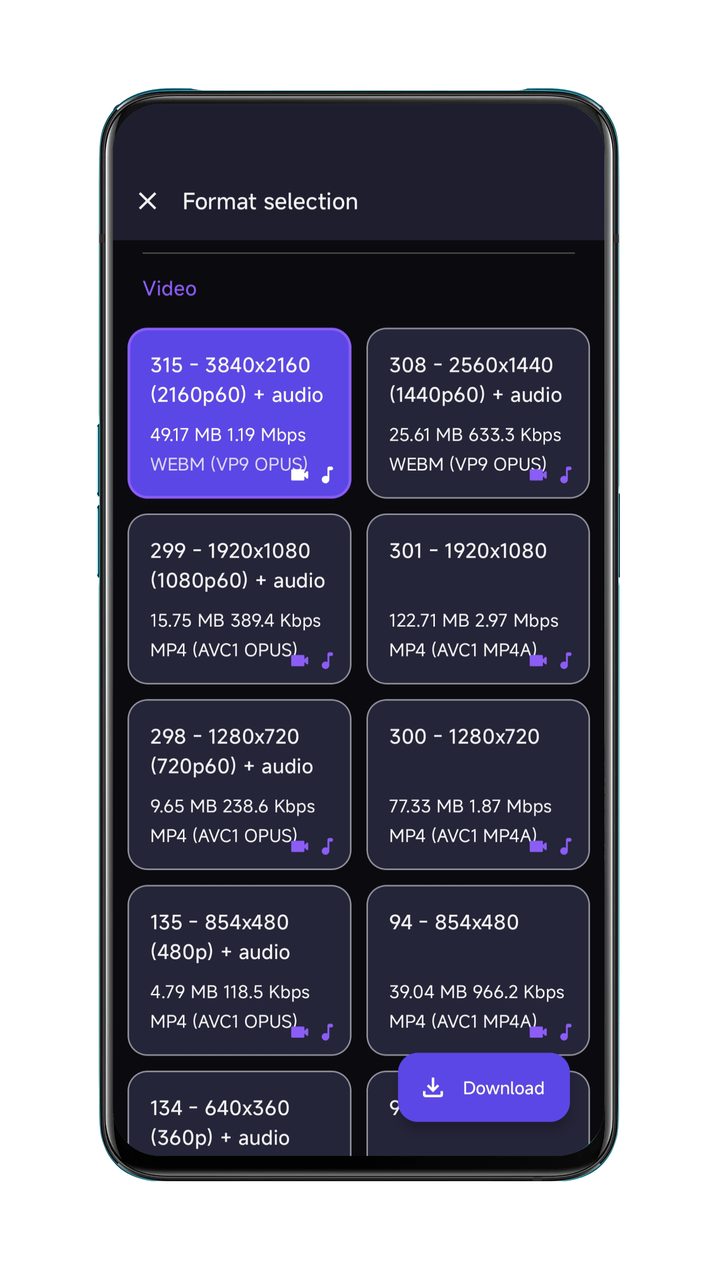 Format selection
Video
315 - 3840x2160
(2160p60) + audio
49.17 MB 1.19 Mbps
WEBM (VP9 OPUS)
308 - 2560x1440
(1440p60) + audio
25.61 MB 633.3 Kbps
WEBM (VP9 OPUS)
299 - 1920x1080
(1080p60) + audio
15.75 MB 389.4 Kbps
MP4 (AVC1 OPUS)
301 - 1920x1080
122.71 MB 2.97 Mbps
MP4 (AVC1 MP4A)
298 - 1280x720
(720p60) + audio
9.65 MB 238.6 Kbps
MP4 (AVC1 OPUS)
300 - 1280x720
77.33 MB 1.87 Mbps
MP4 (AVC1 MP4A)
135 - 854x480
(480p) + audio
4.79 MB 118.5 Kbps
MP4 (AVC1 OPUS)
94 - 854x480
39.04 MB 966.2 Kbps
MP4 (AVC1 MP4A)
134 - 640x360
(360p) + audio
Download